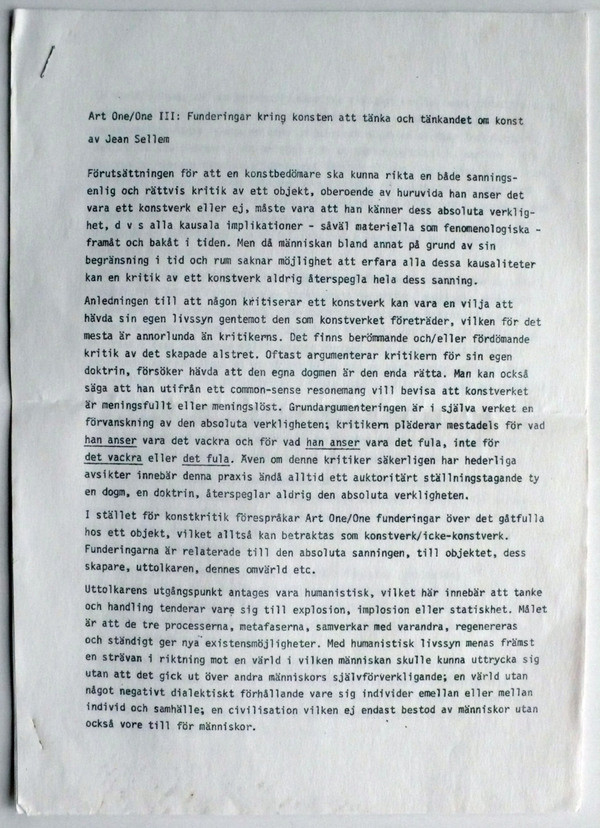 Art One/One III: Funderingar kring konsten att tänka och tänkandet om konst
av Jean Sellem
Förutsättningen för att en konstbedömare ska kunna rikta en både sannings-
enlig och rättvis kritik av ett objekt, oberoende av huruvida han anser det
vara ett konstverk eller ej, måste vara att han känner dess absoluta verklig-
het, d v s alla kausala implikationer - såväl materiella som fenomenologiska -
framåt och bakåt i tiden. Men då människan bland annat på grund av sin
begränsning i tid och rum saknar möjlighet att erfara alla dessa kausaliteter
kan en kritik av ett konstverk aldrig återspegla hela dess sanning.
Anledningen till att någon kritiserar ett konstverk kan vara en vilja att
hävda sin egen livssyn gentemot den som konstverket företräder, vilken för det
mesta är annorlunda än kritikerns. Det finns berömmande och/eller fördömande
kritik av det skapade alstret. Oftast argumenterar kritikern för sin egen
doktrin, försöker hävda att den egna dogmen är den enda rätta. Man kan också
säga att han utifrån ett common-sense resonemang vill bevisa att konstverket
är meningsfullt eller meningslöst. Grundargumenteringen är i själva verket en
förvanskning av den absoluta verkligheten; kritikern pläderar mestadels för vad
han anser vara det vackra och för vad han anser vara det fula, inte för
det vackra eller det fula. Även om denne kritiker säkerligen har hederliga
avsikter innebär denna praxis ändå alltid ett auktoritärt ställningstagande ty
en dogm, en doktrin, återspeglar aldrig den absoluta verkligheten.
I stället för konstkritik förespråkar Art One/One funderingar över det gåtfulla
hos ett objekt, vilket alltså kan betraktas som konstverk/icke-konstverk.
Funderingarna är relaterade till den absoluta sanningen, till objektet, dess
skapare, uttolkaren, dennes omvärld etc.
Uttolkarens utgångspunkt antages vara humanistisk, vilket här innebär att tanke
och handling tenderar vare sig till explosion, implosion eller statiskhet. Målet
är att de tre processerna, metafaserna, samverkar med varandra, regenereras
och ständigt ger nya existensmöjligheter. Med humanistisk livssyn menas främst
en strävan i riktning mot en värld i vilken människan skulle kunna uttrycka sig
utan att det gick ut över andra människors självförverkligande; en värld utan
något negativt dialektiskt förhållande vare sig individer emellan eller mellan
individ och samhälle; en civilisation vilken ej endast bestod av människor utan
också vore till för människor.